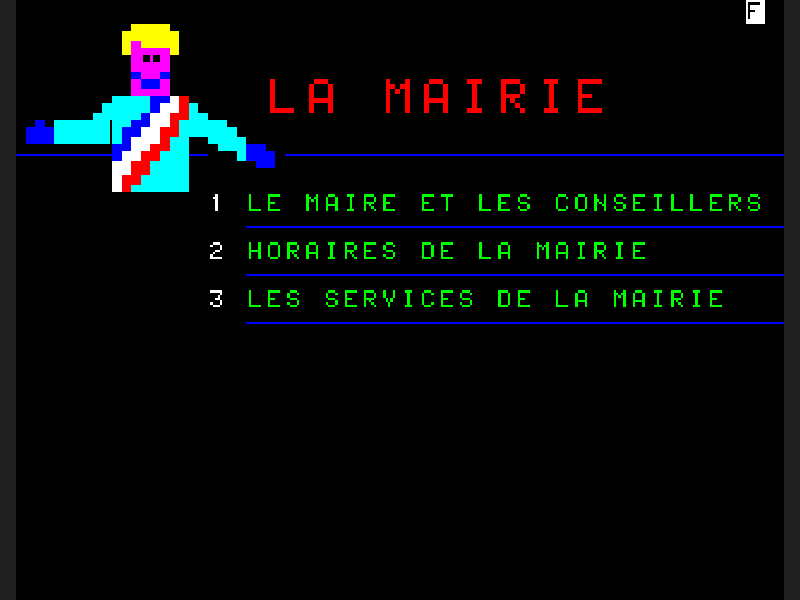 F
LA MAIRIE
1 LE MAIRE ET LES CONSEILLERS
2 HORAIRES DE LA MAIRIE
3 LES SERVICES DE LA MAIRIE